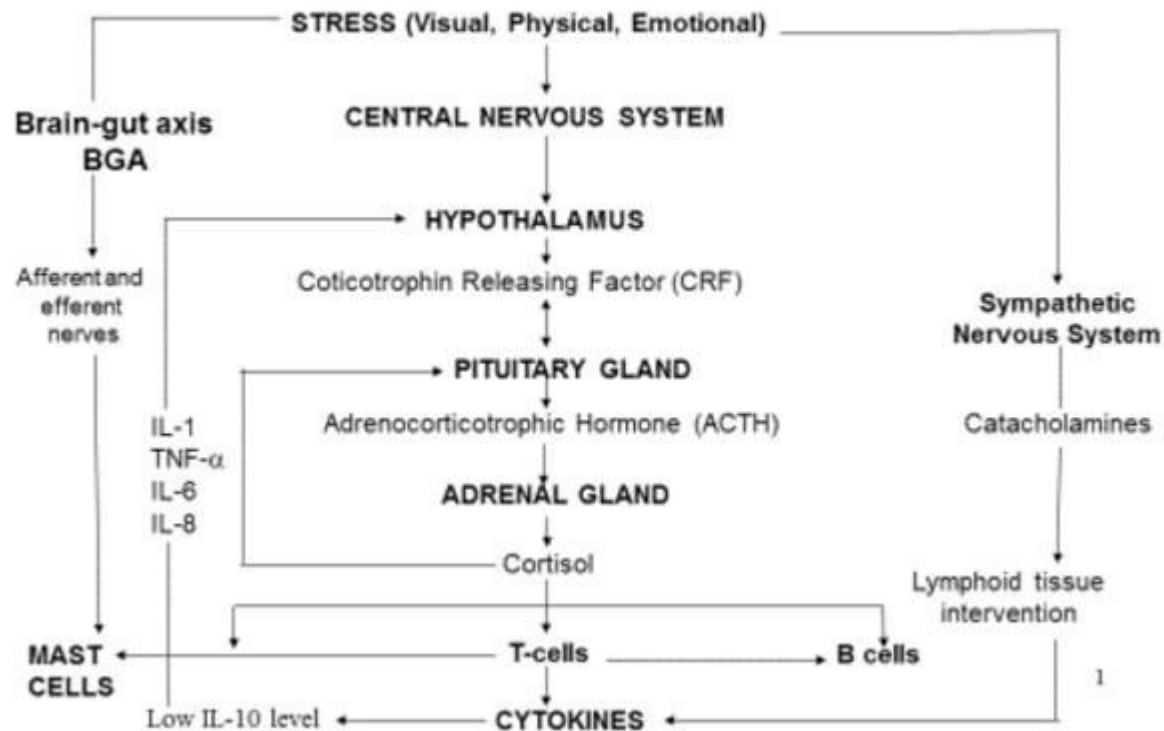 STRESS (Visual, Physical, Emotional)
Brain-gut axis
BGA
CENTRAL NERVOUS SYSTEM
HYPOTHALAMUS
Afferent and
efferent
nerves
Coticotrophin Releasing Factor (CRF)
Sympathetic
Nervous System
PITUITARY GLAND
IL-1
TNF-α
IL-6
IL-8
Adrenocorticotrophic Hormone (ACTH)
Catacholamines
ADRENAL GLAND
Cortisol
Lymphoid tissue
intervention
MAST
CELLS
T-cells
B cells
1
Low IL-10 level
CYTOKINES